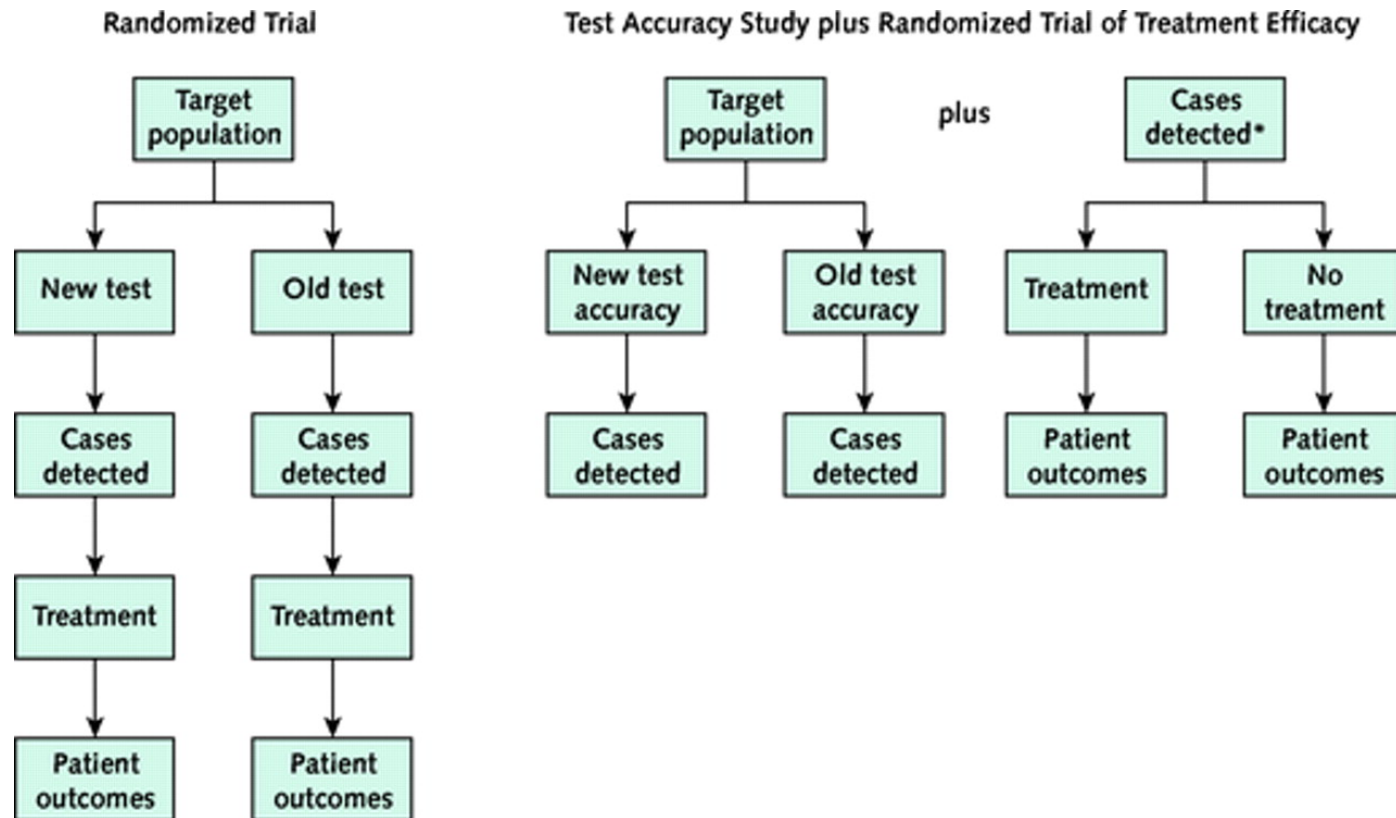 Randomized Trial
Test Accuracy Study plus Randomized Trial of Treatment Efficacy
Target
population
New test
Old test
Cases
detected
Cases
detected
Treatment
Treatment
Patient
outcomes
Patient
outcomes
Target
population
plus
Cases
detected*
New test
accuracy
Old test
accuracy
Cases
detected
Cases
detected
Treatment
No
treatment
Patient
outcomes
Patient
outcomes